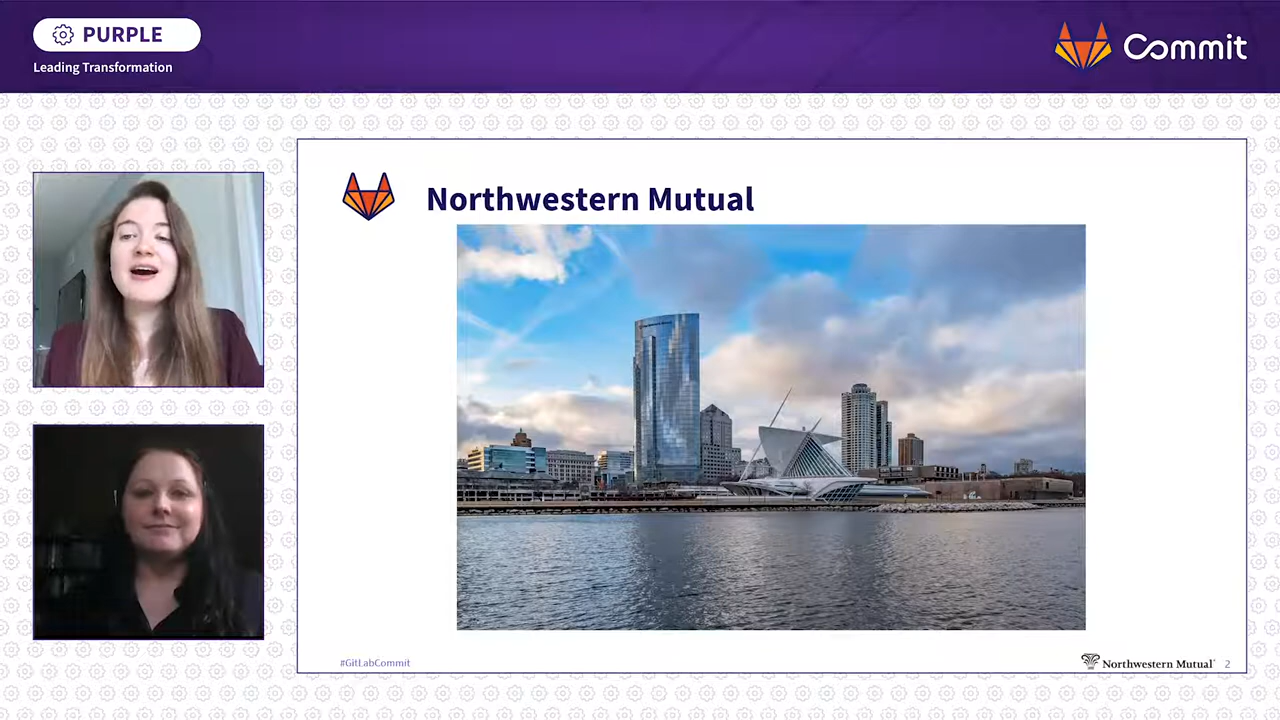 PURPLE
Leading Transformation
Commit
Northwestern Mutual
#GitLabCommit
Northwestern Mutual
2